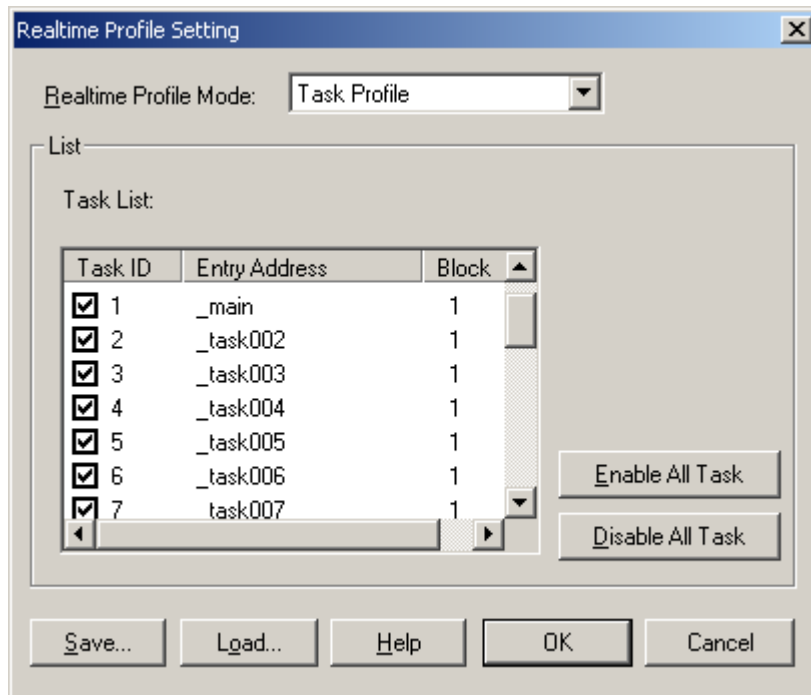 Realtime Profile Setting
Realtime Profile Mode: Task Profile
List
Task List:
Task ID Entry Address Block
1 _main 1
2 _task002 1
3 _task003 1
4 _task004 1
5 _task005 1
6 _task006 1
7 _task007 1
Enable All Task
Disable All Task
Save... Load... Help OK Cancel